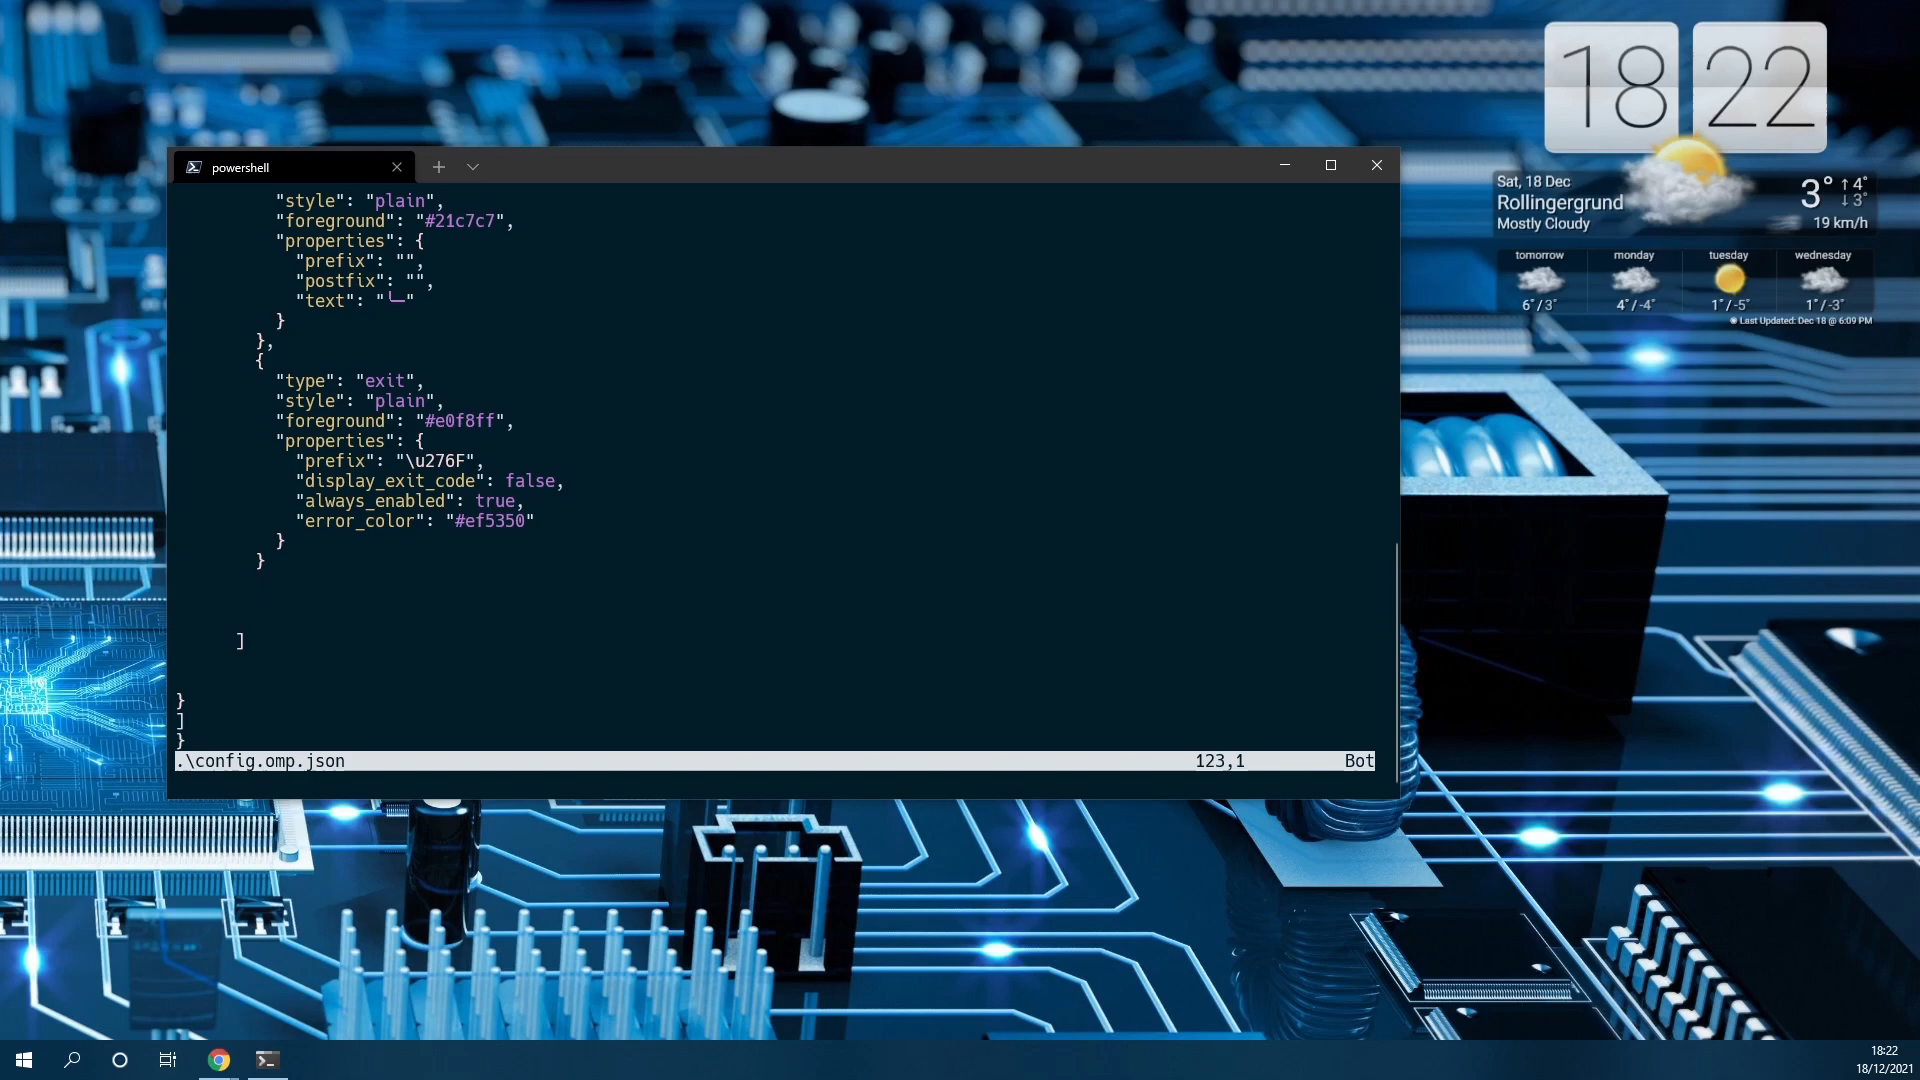 powershell
"style": "plain",
"foreground": "#21c7c7",
"properties": {
"prefix": "",
"postfix": "",
"text": "╰─"
}
},
{
"type": "exit",
"style": "plain",
"foreground": "#e0f8ff",
"properties": {
"prefix": "\u276F",
"display_exit_code": false,
"always_enabled": true,
"error_color": "#ef5350"
}
}
]
}
]
}
.\config.omp.json 123,1 Bot
18 22
Sat, 18 Dec
Rollingergrund
Mostly Cloudy
3° ↑ 4°
↓ 3°
19 km/h
tomorrow monday tuesday wednesday
6°/3° 4°/-4° 1°/-5° 1°/-3°
Last Updated: Dec 18 @ 6:09 PM
18:22
18/12/2021